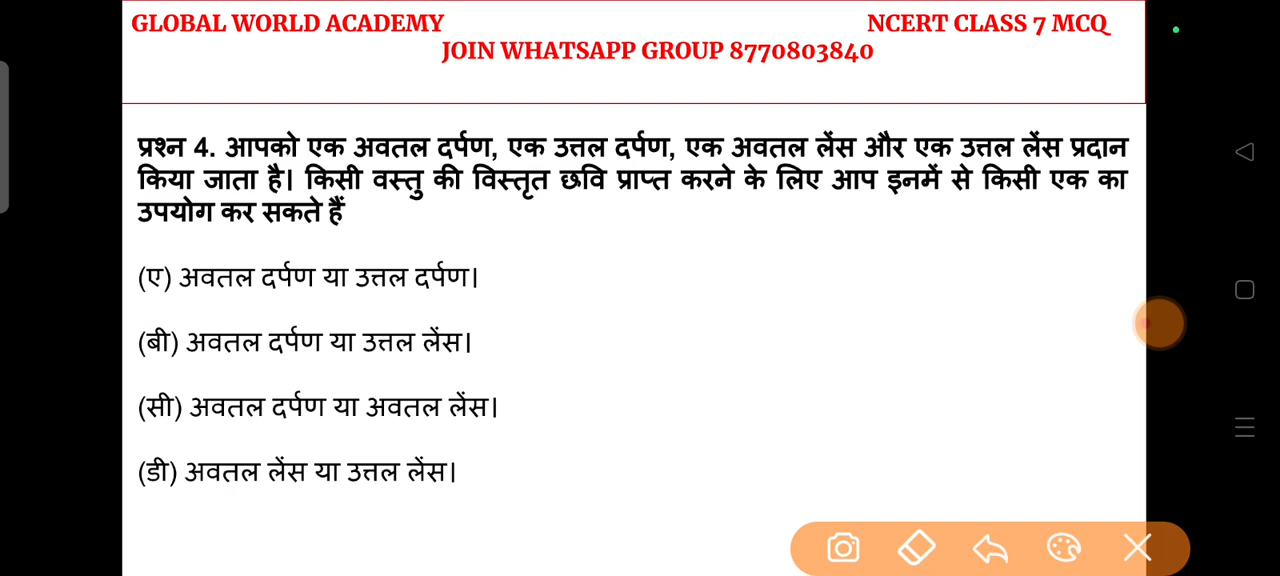 GLOBAL WORLD ACADEMY NCERT CLASS 7 MCQ
JOIN WHATSAPP GROUP 8770803840
प्रश्न 4. आपको एक अवतल दर्पण, एक उत्तल दर्पण, एक अवतल लेंस और एक उत्तल लेंस प्रदान
किया जाता है। किसी वस्तु की विस्तृत छवि प्राप्त करने के लिए आप इनमें से किसी एक का
उपयोग कर सकते हैं
(ए) अवतल दर्पण या उत्तल दर्पण।
(बी) अवतल दर्पण या उत्तल लेंस।
(सी) अवतल दर्पण या अवतल लेंस।
(डी) अवतल लेंस या उत्तल लेंस।